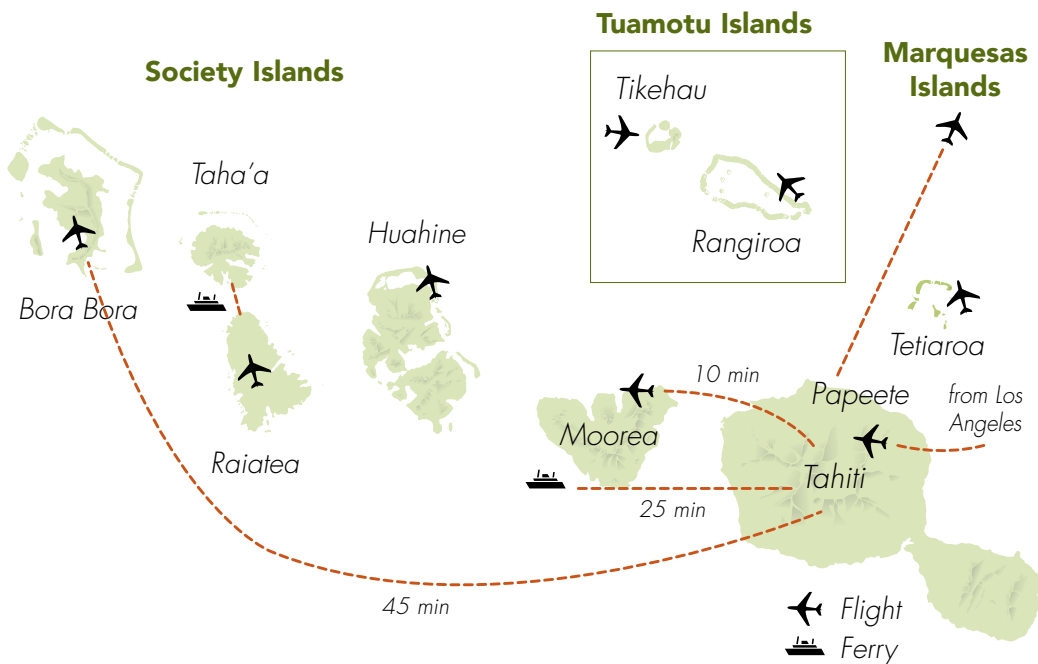 Tuamotu Islands
Society Islands
Marquesas
Islands
Tikehau
Taha’a
Huahine
Rangiroa
Bora Bora
Tetiaroa
10 min
Papeete
from Los
Angeles
Moorea
Raiatea
Tahiti
25 min
45 min
Flight
Ferry